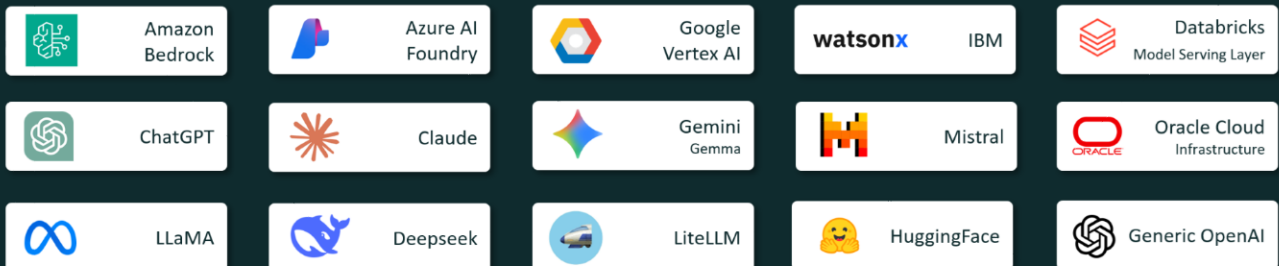 Amazon
Bedrock
Azure AI
Foundry
Google
Vertex AI
watsonx IBM
Databricks
Model Serving Layer
ChatGPT
Claude
Gemini
Gemma
Mistral
ORACLE
Oracle Cloud
Infrastructure
LLaMA
Deepseek
LiteLLM
HuggingFace
Generic OpenAI